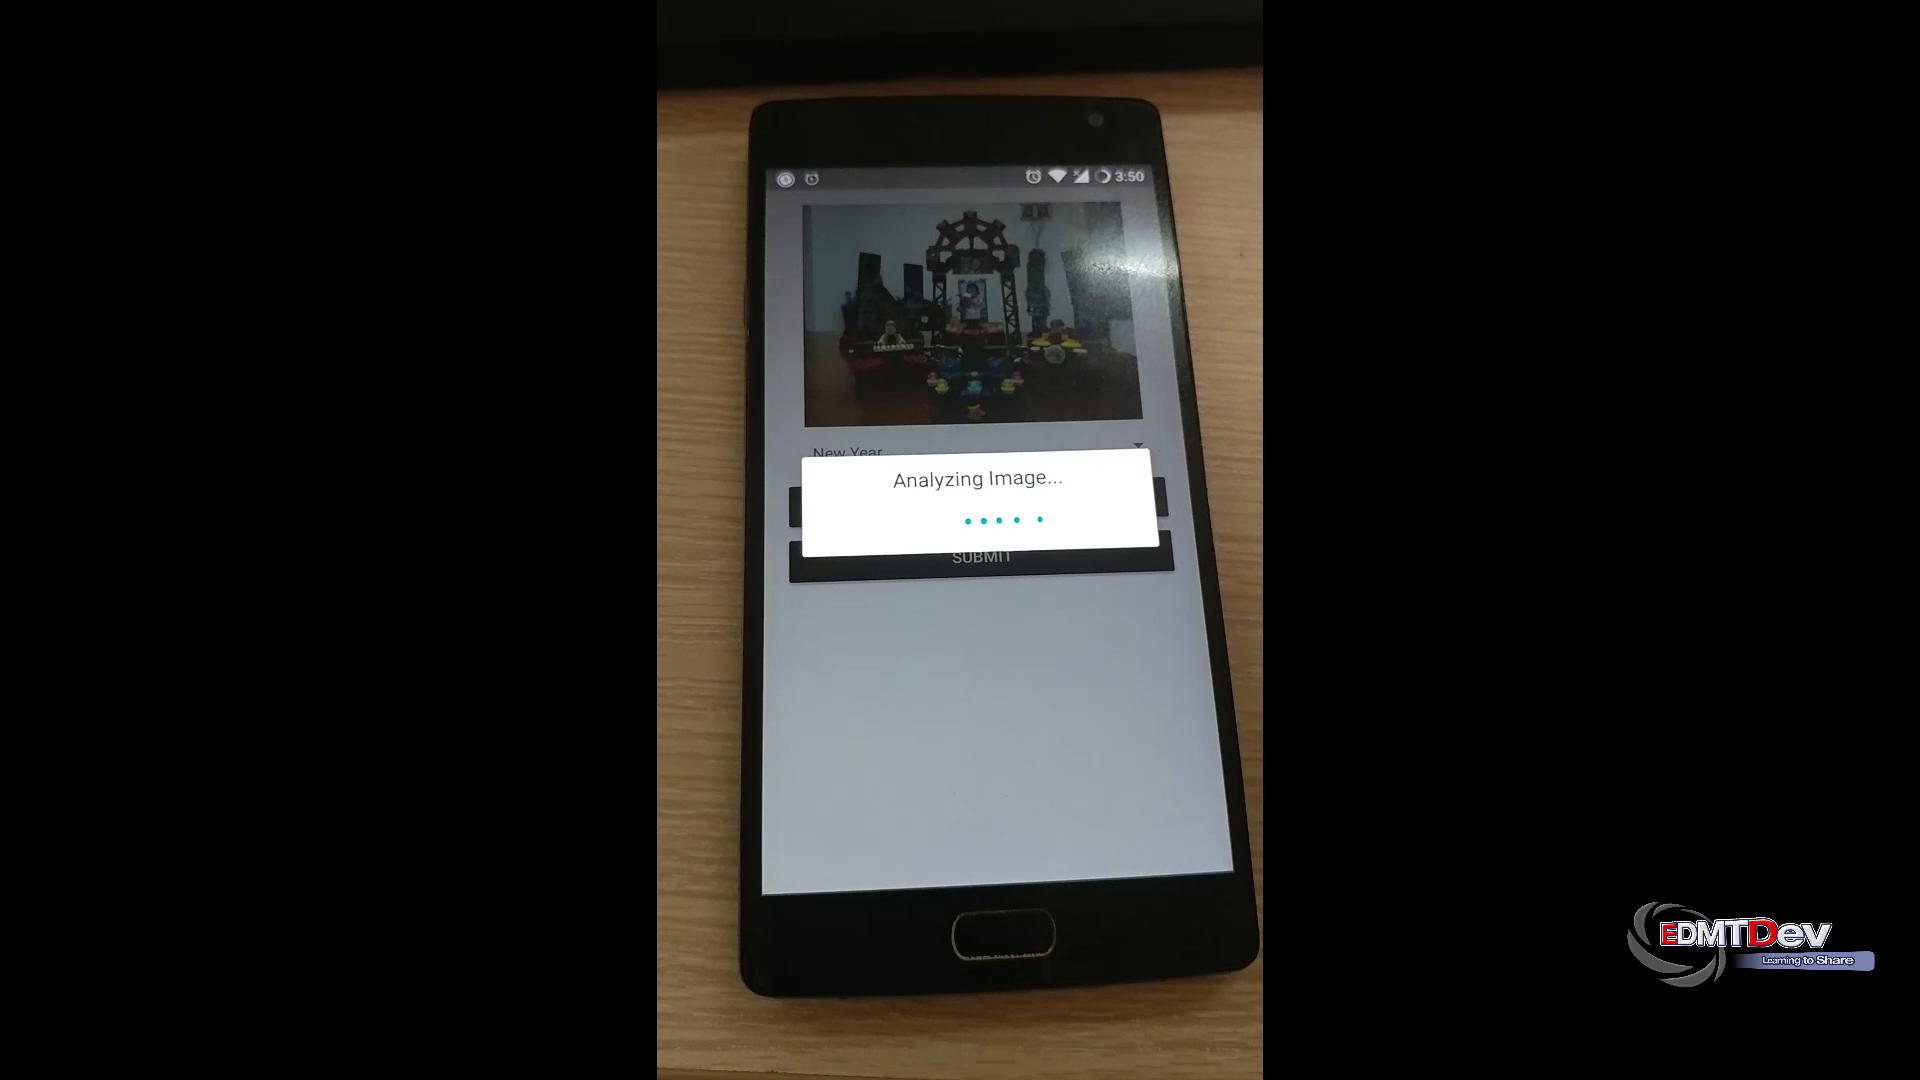 3:50
New Year
Analyzing Image...
SUBMIT
EDMTDev
Learning to Share